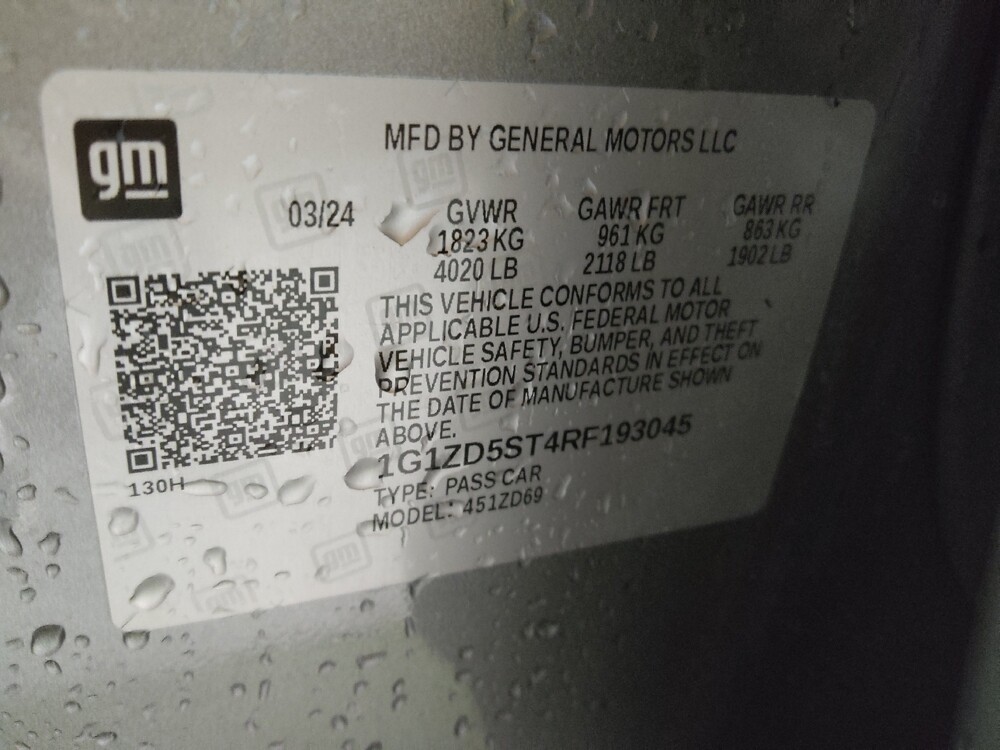 gm
MFD BY GENERAL MOTORS LLC
03/24
GVWR GAWR FRT GAWR RR
1823 KG 961 KG 863 KG
4020 LB 2118 LB 1902 LB
THIS VEHICLE CONFORMS TO ALL
APPLICABLE U.S. FEDERAL MOTOR
VEHICLE SAFETY, BUMPER, AND THEFT
PREVENTION STANDARDS IN EFFECT ON
THE DATE OF MANUFACTURE SHOWN
ABOVE.
1G1ZD5ST4RF193045
130H
TYPE: PASS CAR
MODEL: 451ZD69